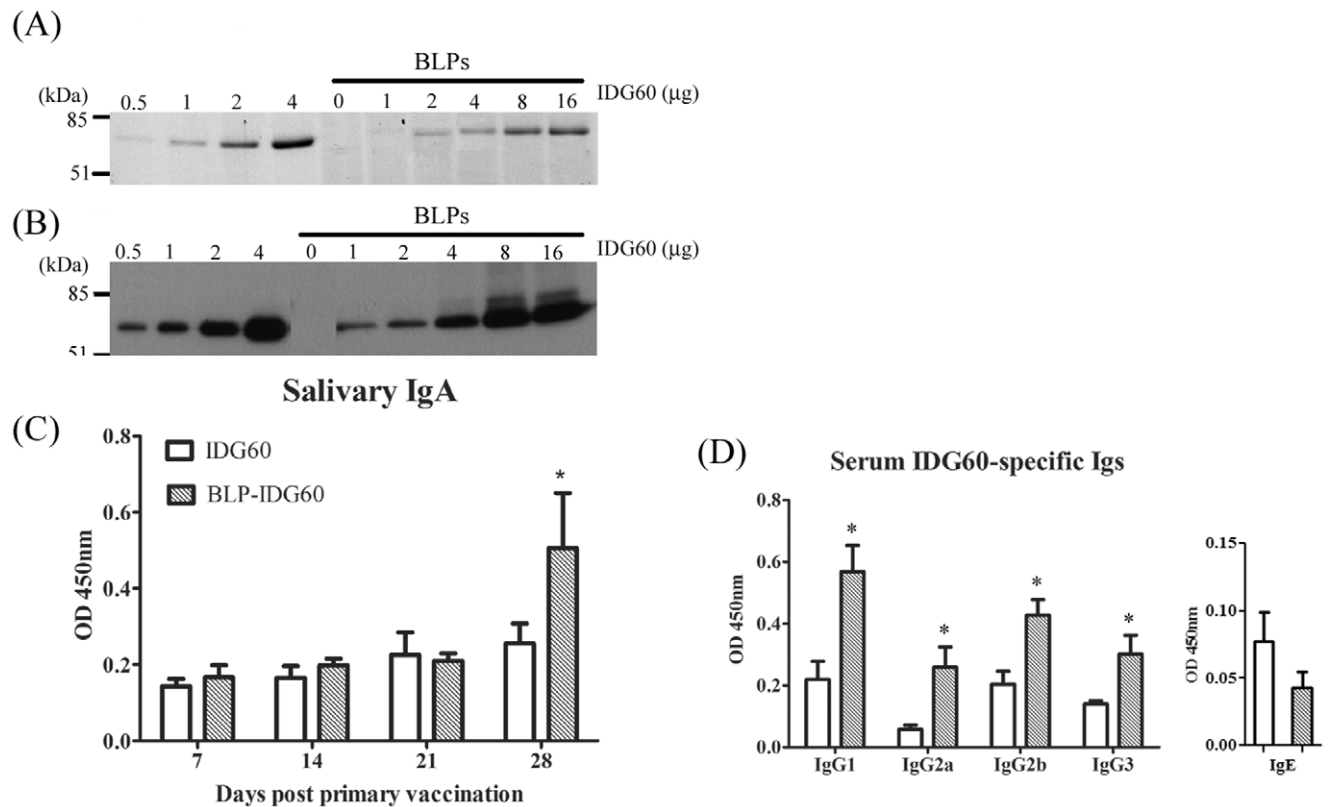 (A)
BLPs
(kDa) 0.5 1 2 4 0 1 2 4 8 16 IDG60 (µg)
85
51
(B)
BLPs
(kDa) 0.5 1 2 4 0 1 2 4 8 16 IDG60 (µg)
85
51
Salivary IgA
(C)
IDG60
BLP-IDG60
*
OD 450nm
0.8
0.6
0.4
0.2
0.0
7 14 21 28
Days post primary vaccination
(D)
Serum IDG60-specific Igs
OD 450nm
0.8
0.6
0.4
0.2
0.0
* * * *
IgG1 IgG2a IgG2b IgG3
OD 450nm
0.15
0.10
0.05
0.00
IgE